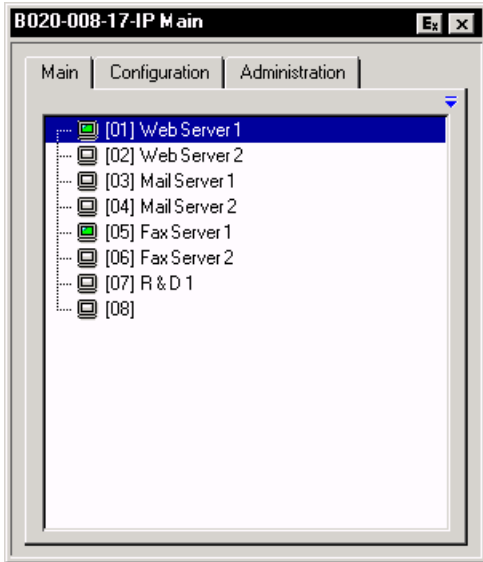 B020-008-17-IP Main Ex x
Main Configuration Administration
[01] Web Server 1
[02] Web Server 2
[03] Mail Server 1
[04] Mail Server 2
[05] Fax Server 1
[06] Fax Server 2
[07] R & D 1
[08]